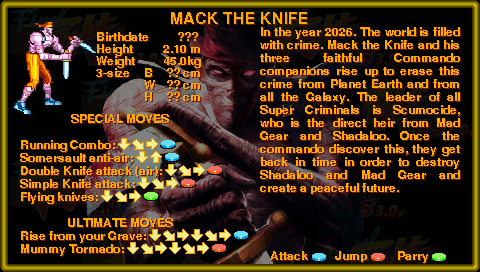 MACK THE KNIFE
Birthdate ???
Height 2.10 m
Weight 45.0kg
3-size B ?? cm
W ?? cm
H ?? cm
SPECIAL MOVES
Running Combo:
Somersault anti-air:
Double Knife attack (air):
Simple Knife attack:
Flying knives:
ULTIMATE MOVES
Rise from your Grave:
Mummy Tornado:
In the year 2026. The world is filled
with crime. Mack the Knife and his
three faithful Commando
companions rise up to erase this
crime from Planet Earth and from
all the Galaxy. The leader of all
Super Criminals is Scumocide,
who is the direct heir from Mad
Gear and Shadaloo. Once the
commando discover this, they get
back in time in order to destroy
Shadaloo and Mad Gear and
create a peaceful future.
Attack Jump Parry